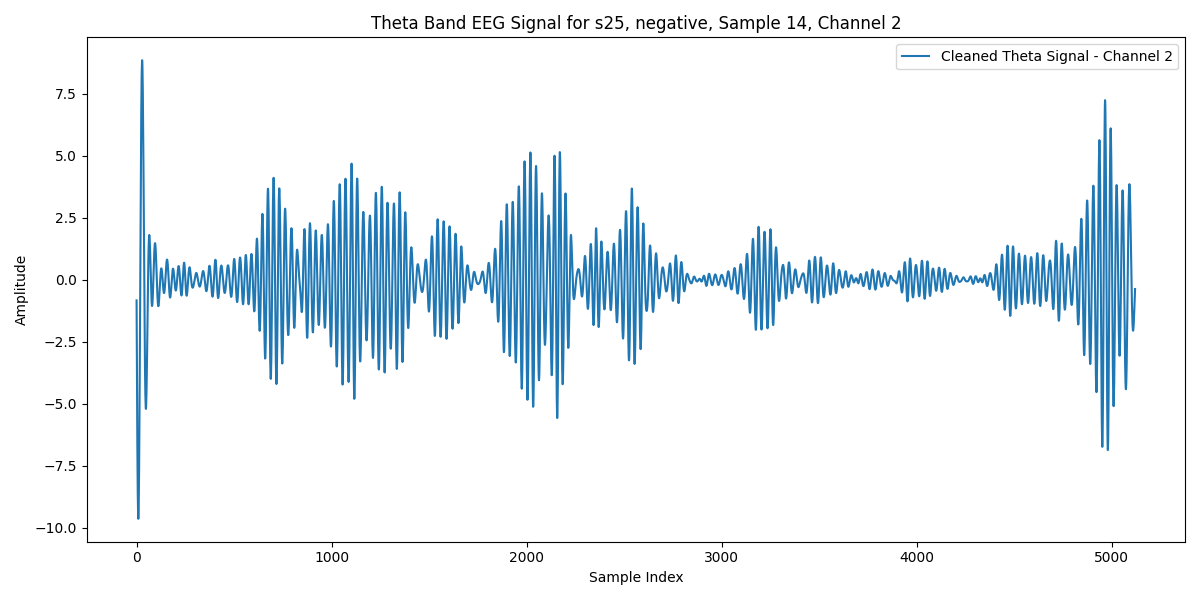 Theta Band EEG Signal for s25, negative, Sample 14, Channel 2
Cleaned Theta Signal - Channel 2
Amplitude
7.5
5.0
2.5
0.0
−2.5
−5.0
−7.5
−10.0
0 1000 2000 3000 4000 5000
Sample Index